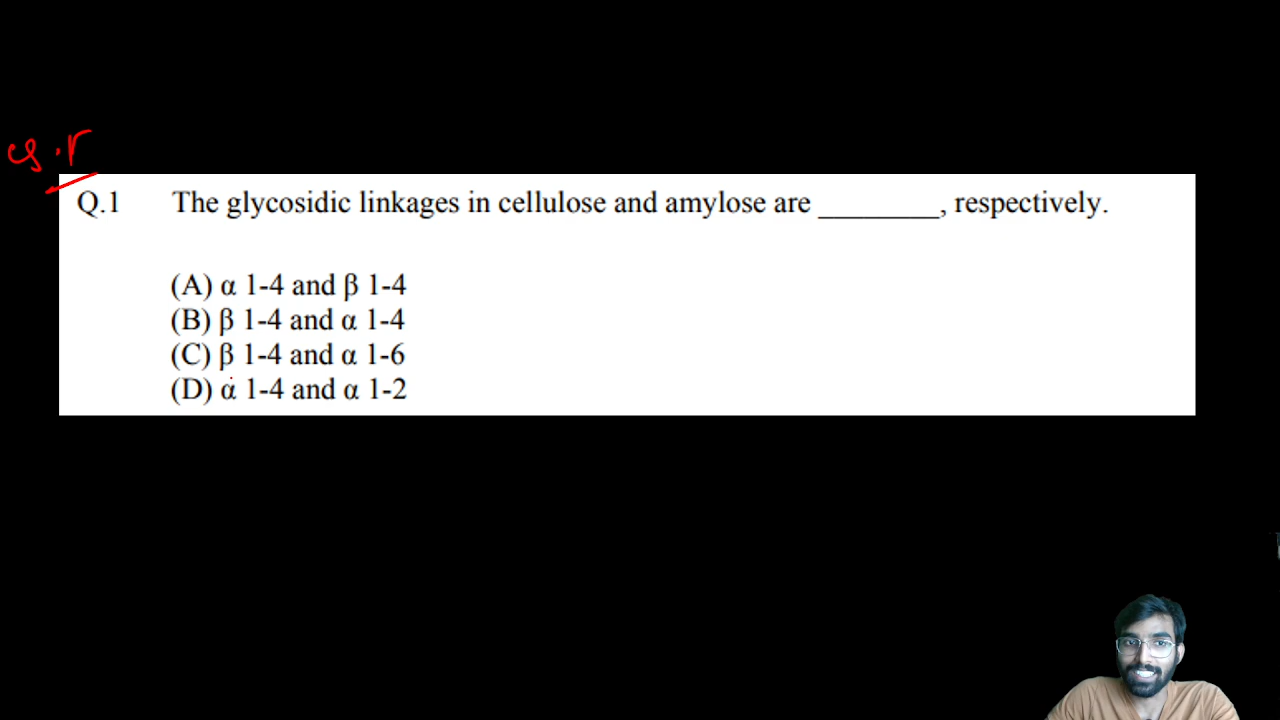 Q.1 The glycosidic linkages in cellulose and amylose are ________, respectively.
(A) α 1-4 and β 1-4
(B) β 1-4 and α 1-4
(C) β 1-4 and α 1-6
(D) α 1-4 and α 1-2